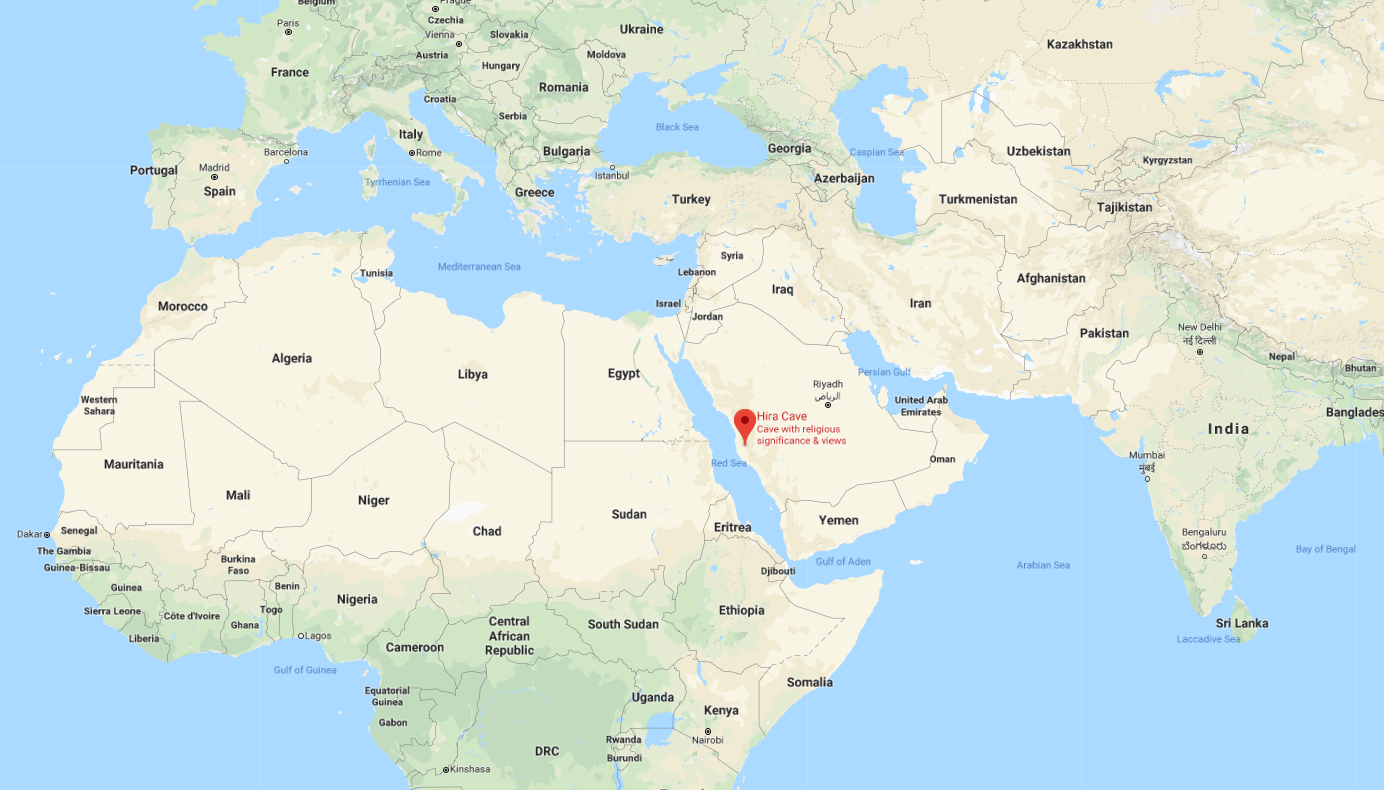 Belgium
Prague
Paris
Czechia
Ukraine
Vienna
Slovakia
Kazakhstan
Austria
Moldova
France
Hungary
Romania
Croatia
Serbia
Italy
Black Sea
Barcelona
Rome
Bulgaria
Georgia
Caspian Sea
Uzbekistan
Kyrgyzstan
Portugal
Madrid
Spain
Tyrrhenian Sea
Istanbul
Azerbaijan
Greece
Turkey
Turkmenistan
Tajikistan
Syria
Mediterranean Sea
Tunisia
Lebanon
Afghanistan
Iraq
Morocco
Israel
Iran
Jordan
Pakistan
New Delhi
नई दिल्ली
Algeria
Nepal
Libya
Egypt
Persian Gulf
Bhutan
Riyadh
الرياض
Western
Sahara
United Arab
Emirates
Bangladesh
Hira Cave
Cave with religious
significance & views
India
Mauritania
Red Sea
Oman
Mumbai
मुंबई
Mali
Niger
Sudan
Yemen
Chad
Eritrea
Dakar
Senegal
Bengaluru
ಬೆಂಗಳೂರು
The Gambia
Guinea-Bissau
Burkina
Faso
Djibouti
Gulf of Aden
Arabian Sea
Bay of Bengal
Guinea
Benin
Nigeria
Sierra Leone
Côte d'Ivoire
Togo
Ghana
Ethiopia
Central
African
Republic
South Sudan
Sri Lanka
Liberia
Lagos
Cameroon
Laccadive Sea
Gulf of Guinea
Somalia
Equatorial
Guinea
Uganda
Kenya
Gabon
Nairobi
Rwanda
Burundi
DRC
Kinshasa